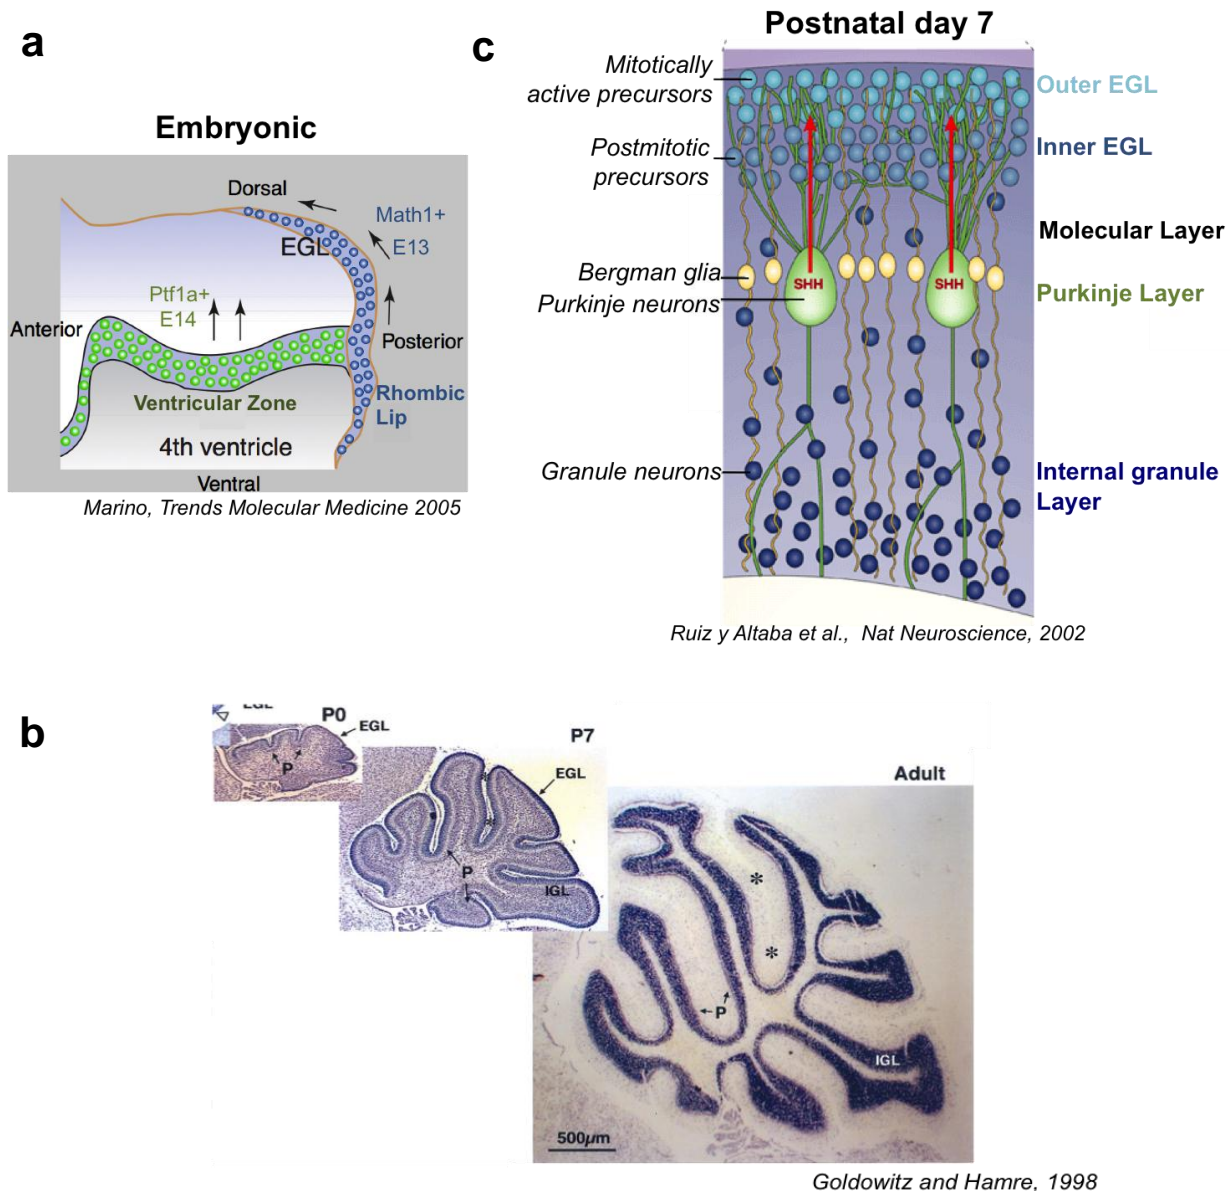 a
Embryonic
Dorsal
Math1+
E13
EGL
Ptf1a+
E14
Anterior
Posterior
Ventricular Zone
Rhombic
Lip
4th ventricle
Ventral
Marino, Trends Molecular Medicine 2005
c
Postnatal day 7
Mitotically
active precursors
Outer EGL
Postmitotic
precursors
Inner EGL
Molecular Layer
Bergman glia
SHH
SHH
Purkinje neurons
Purkinje Layer
Granule neurons
Internal granule
Layer
Ruiz y Altaba et al., Nat Neuroscience, 2002
b
EGL
P0
EGL
P
P7
EGL
*
*
P
IGL
Adult
*
*
P
IGL
500µm
Goldowitz and Hamre, 1998